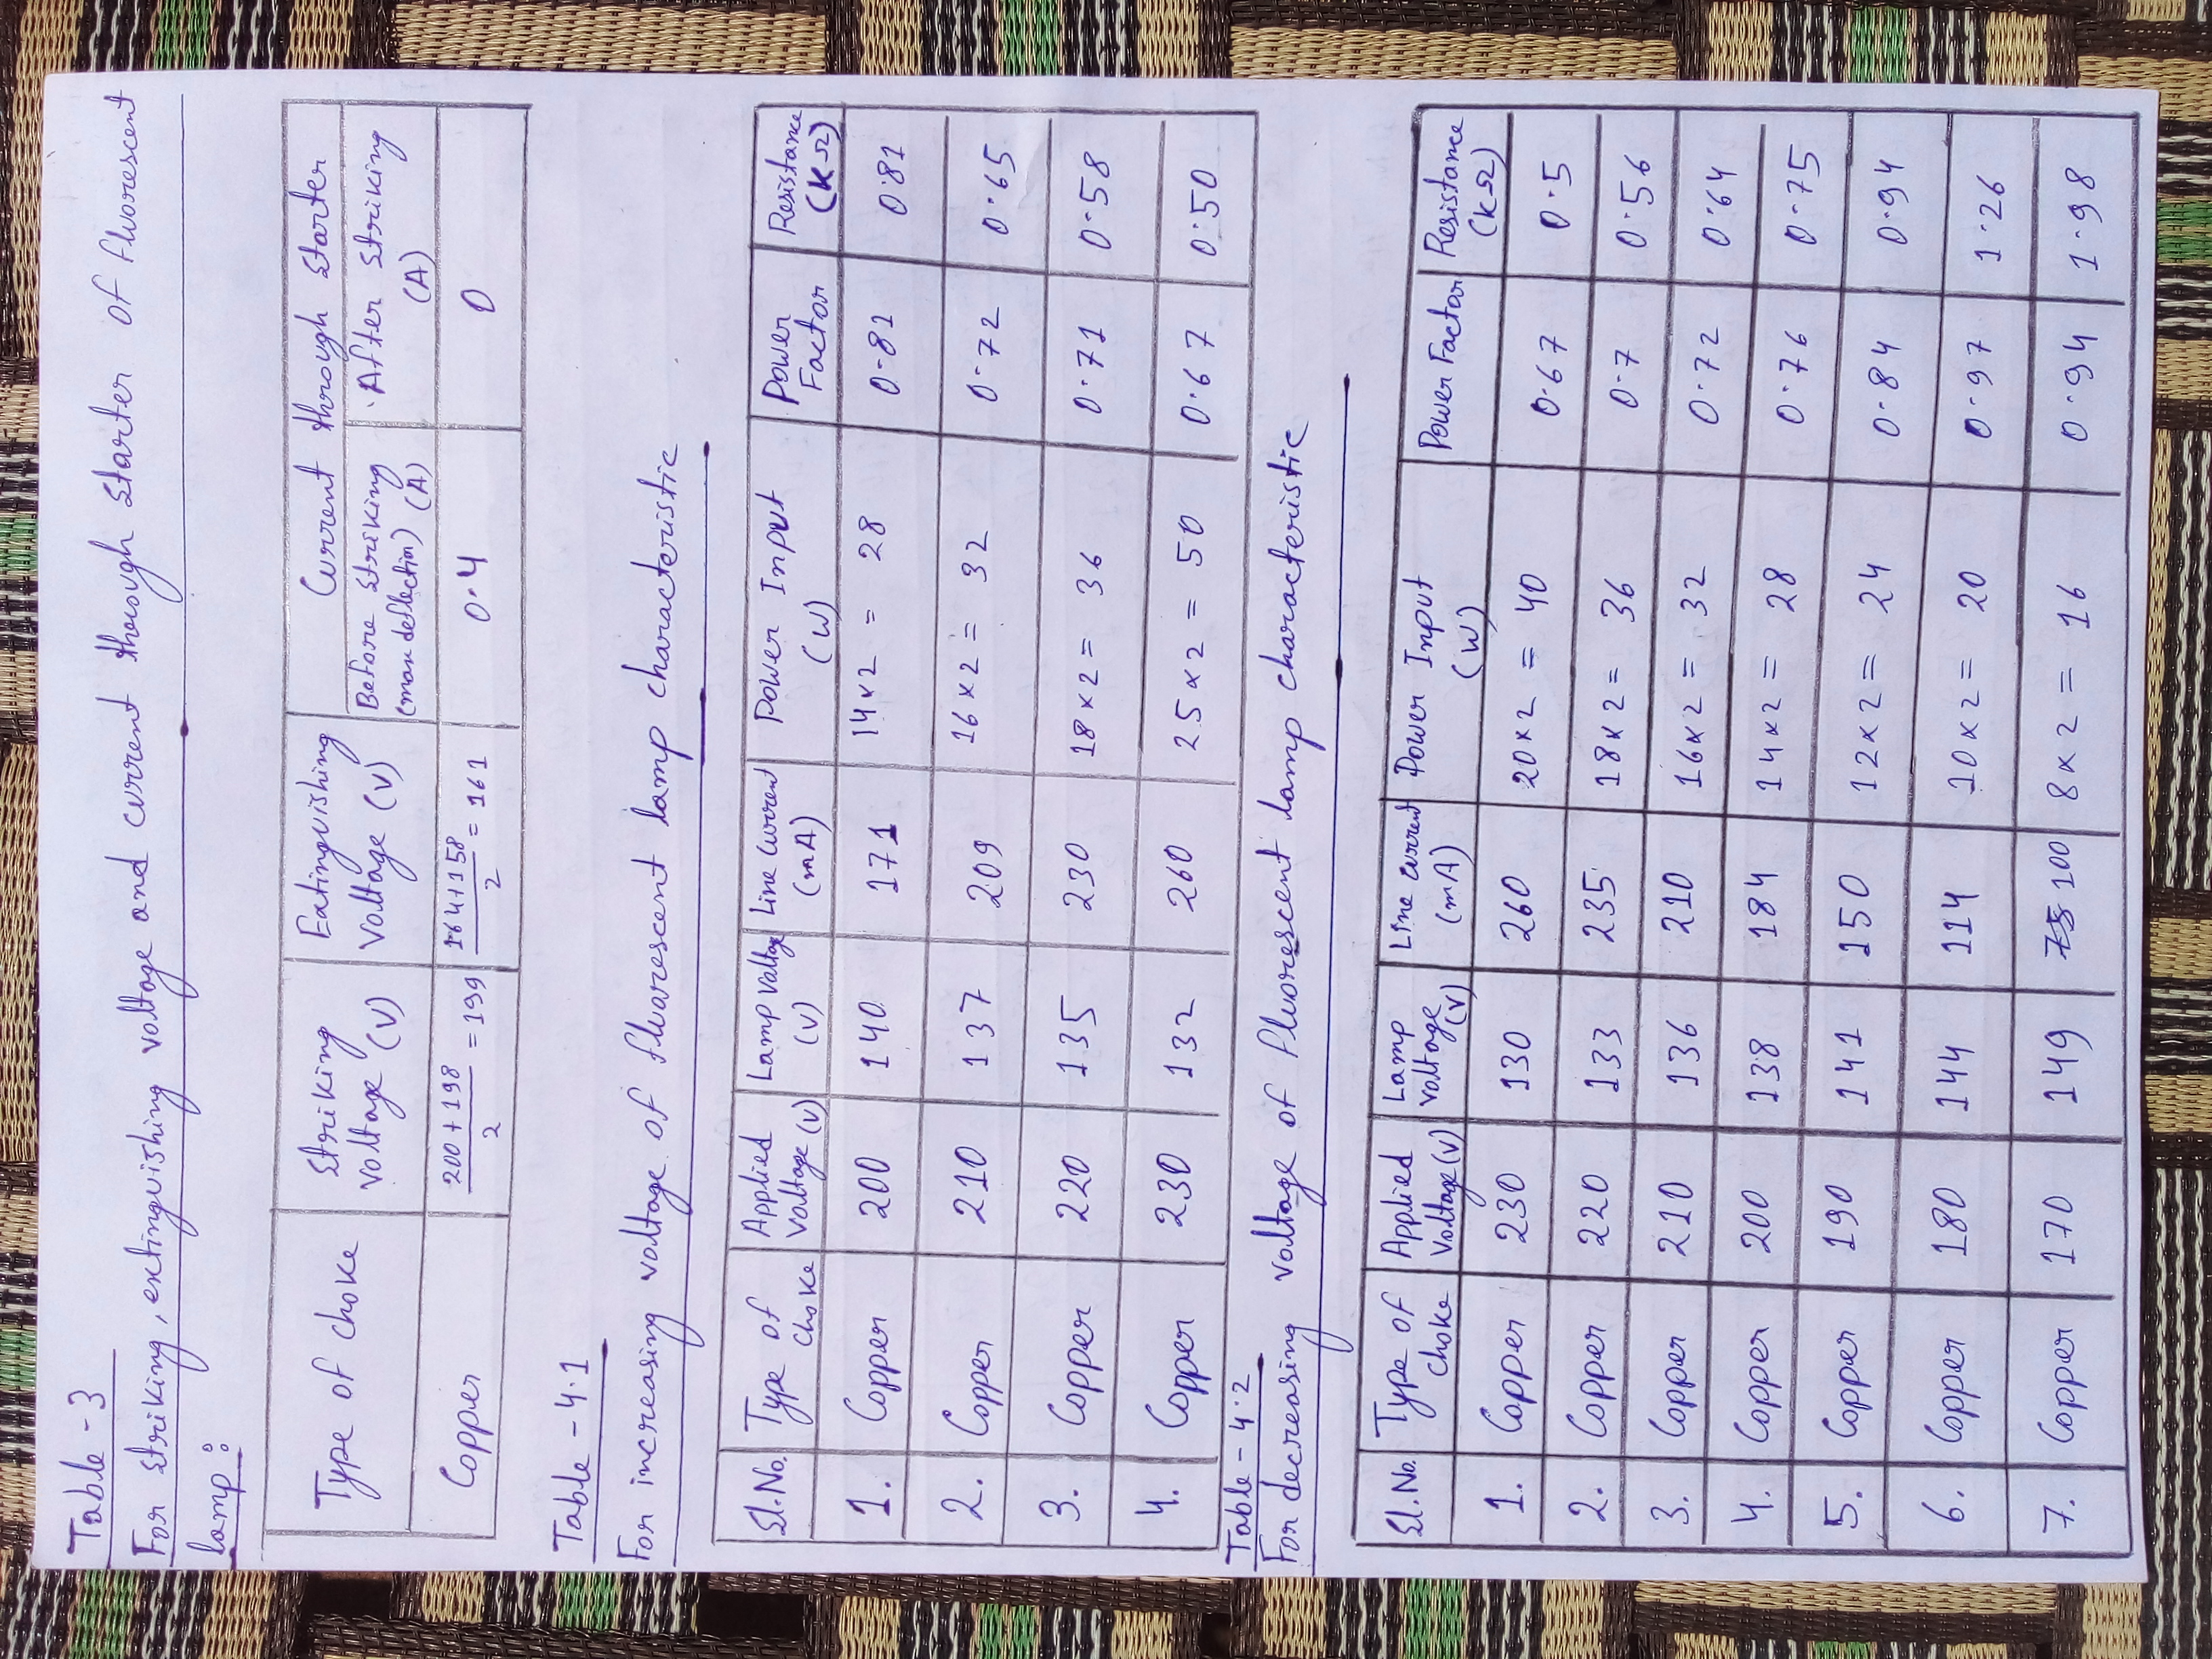 Table - 3
For striking, extinguishing voltage and current through starter of fluorescent
lamp :
Type of choke | Striking voltage (V) | Extinguishing voltage (V) | Current through starter
Before striking (max deflection) (A) | After striking (A)
Copper | 200 + 198 / 2 = 199 | 164+158 / 2 = 161 | 0.4 | 0
Table - 4.1
For increasing voltage of fluorescent lamp characteristic
Sl. No. | Type of choke | Applied voltage (V) | Lamp voltage (V) | Line current (mA) | Power Input (W) | Power Factor | Resistance (KΩ)
1. | Copper | 200 | 140 | 171 | 14×2 = 28 | 0.81 | 0.81
2. | Copper | 210 | 137 | 209 | 16×2 = 32 | 0.72 | 0.65
3. | Copper | 220 | 135 | 230 | 18×2 = 36 | 0.71 | 0.58
4. | Copper | 230 | 132 | 260 | 25×2 = 50 | 0.67 | 0.50
Table - 4.2
For decreasing voltage of fluorescent lamp characteristic
Sl. No. | Type of choke | Applied Voltage (V) | Lamp voltage (V) | Line current (mA) | Power Input (W) | Power Factor | Resistance (KΩ)
1. | Copper | 230 | 130 | 260 | 20×2 = 40 | 0.67 | 0.5
2. | Copper | 220 | 133 | 235 | 18×2 = 36 | 0.7 | 0.56
3. | Copper | 210 | 136 | 210 | 16×2 = 32 | 0.72 | 0.64
4. | Copper | 200 | 138 | 184 | 14×2 = 28 | 0.76 | 0.75
5. | Copper | 190 | 141 | 150 | 12×2 = 24 | 0.84 | 0.94
6. | Copper | 180 | 144 | 114 | 10×2 = 20 | 0.97 | 1.26
7. | Copper | 170 | 149 | 100 | 8×2 = 16 | 0.94 | 1.98